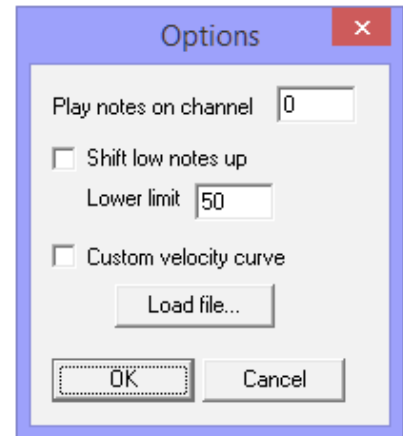 Options
Play notes on channel 0
Shift low notes up
Lower limit 50
Custom velocity curve
Load file...
OK Cancel